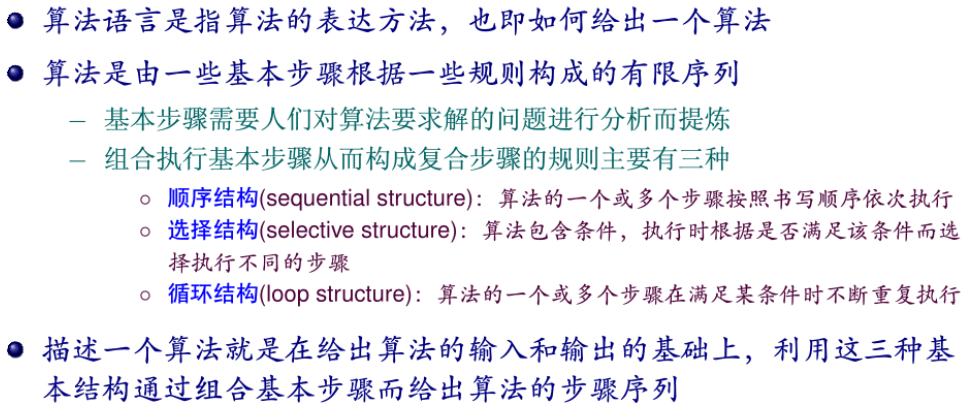 算法语言是指算法的表达方法，也即如何给出一个算法
算法是由一些基本步骤根据一些规则构成的有限序列
– 基本步骤需要人们对算法要求解的问题进行分析而提炼
– 组合执行基本步骤从而构成复合步骤的规则主要有三种
○ 顺序结构(sequential structure)：算法的一个或多个步骤按照书写顺序依次执行
○ 选择结构(selective structure)：算法包含条件，执行时根据是否满足该条件而选
择执行不同的步骤
○ 循环结构(loop structure)：算法的一个或多个步骤在满足某条件时不断重复执行
描述一个算法就是在给出算法的输入和输出的基础上，利用这三种基
本结构通过组合基本步骤而给出算法的步骤序列